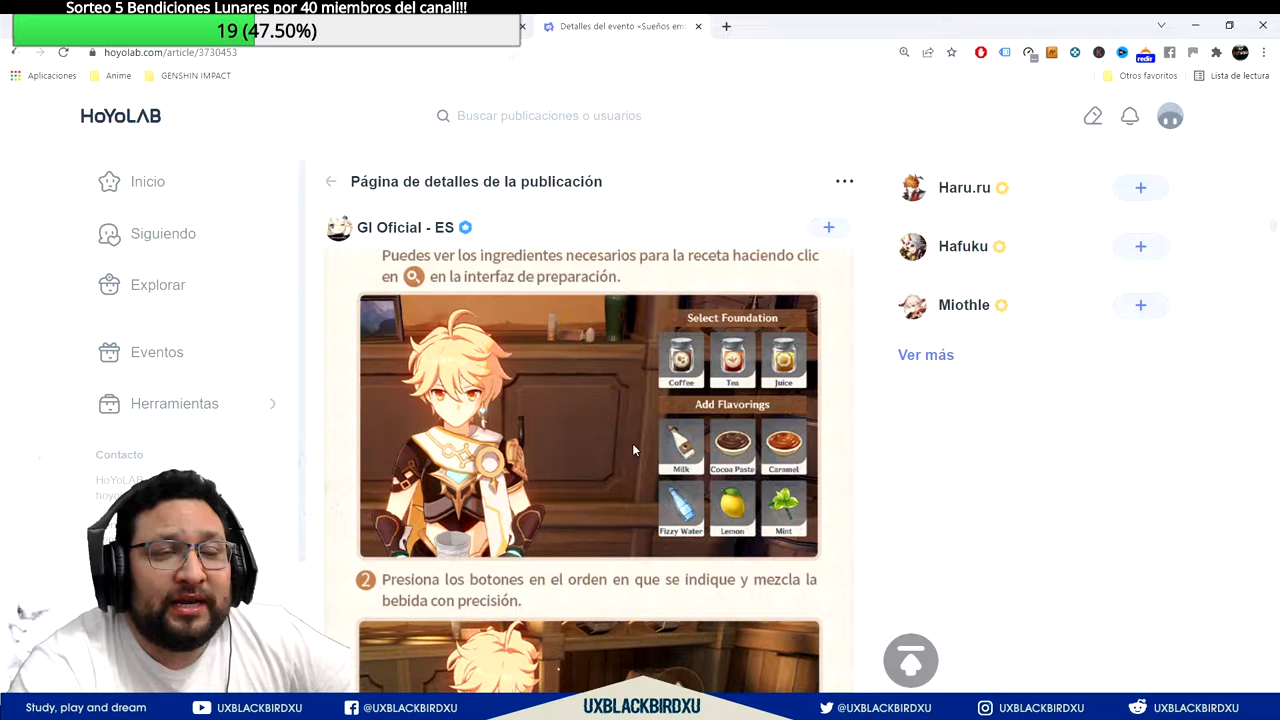 Sorteo 5 Bendiciones Lunares por 40 miembros del canal!!!
19 (47.50%)
Detalles del evento «Sueños em
hoyolab.com/article/3730453
redir
Aplicaciones
Anime
GENSHIN IMPACT
Otros favoritos
Lista de lectura
HoYoLAB
Buscar publicaciones o usuarios
Inicio
Siguiendo
Explorar
Eventos
Herramientas
Contacto
Página de detalles de la publicación
GI Oficial - ES
Puedes ver los ingredientes necesarios para la receta haciendo clic
en en la interfaz de preparación.
Select Foundation
Coffee
Tea
Juice
Add Flavorings
Milk
Cocoa Paste
Caramel
Fizzy Water
Lemon
Mint
2 Presiona los botones en el orden en que se indique y mezcla la
bebida con precisión.
Haru.ru
Hafuku
Miothle
Ver más
Study, play and dream
UXBLACKBIRDXU
@UXBLACKBIRDXU
UXBLACKBIRDXU
@UXBLACKBIRDXU
UXBLACKBIRDXU
UXBLACKBIRDXU